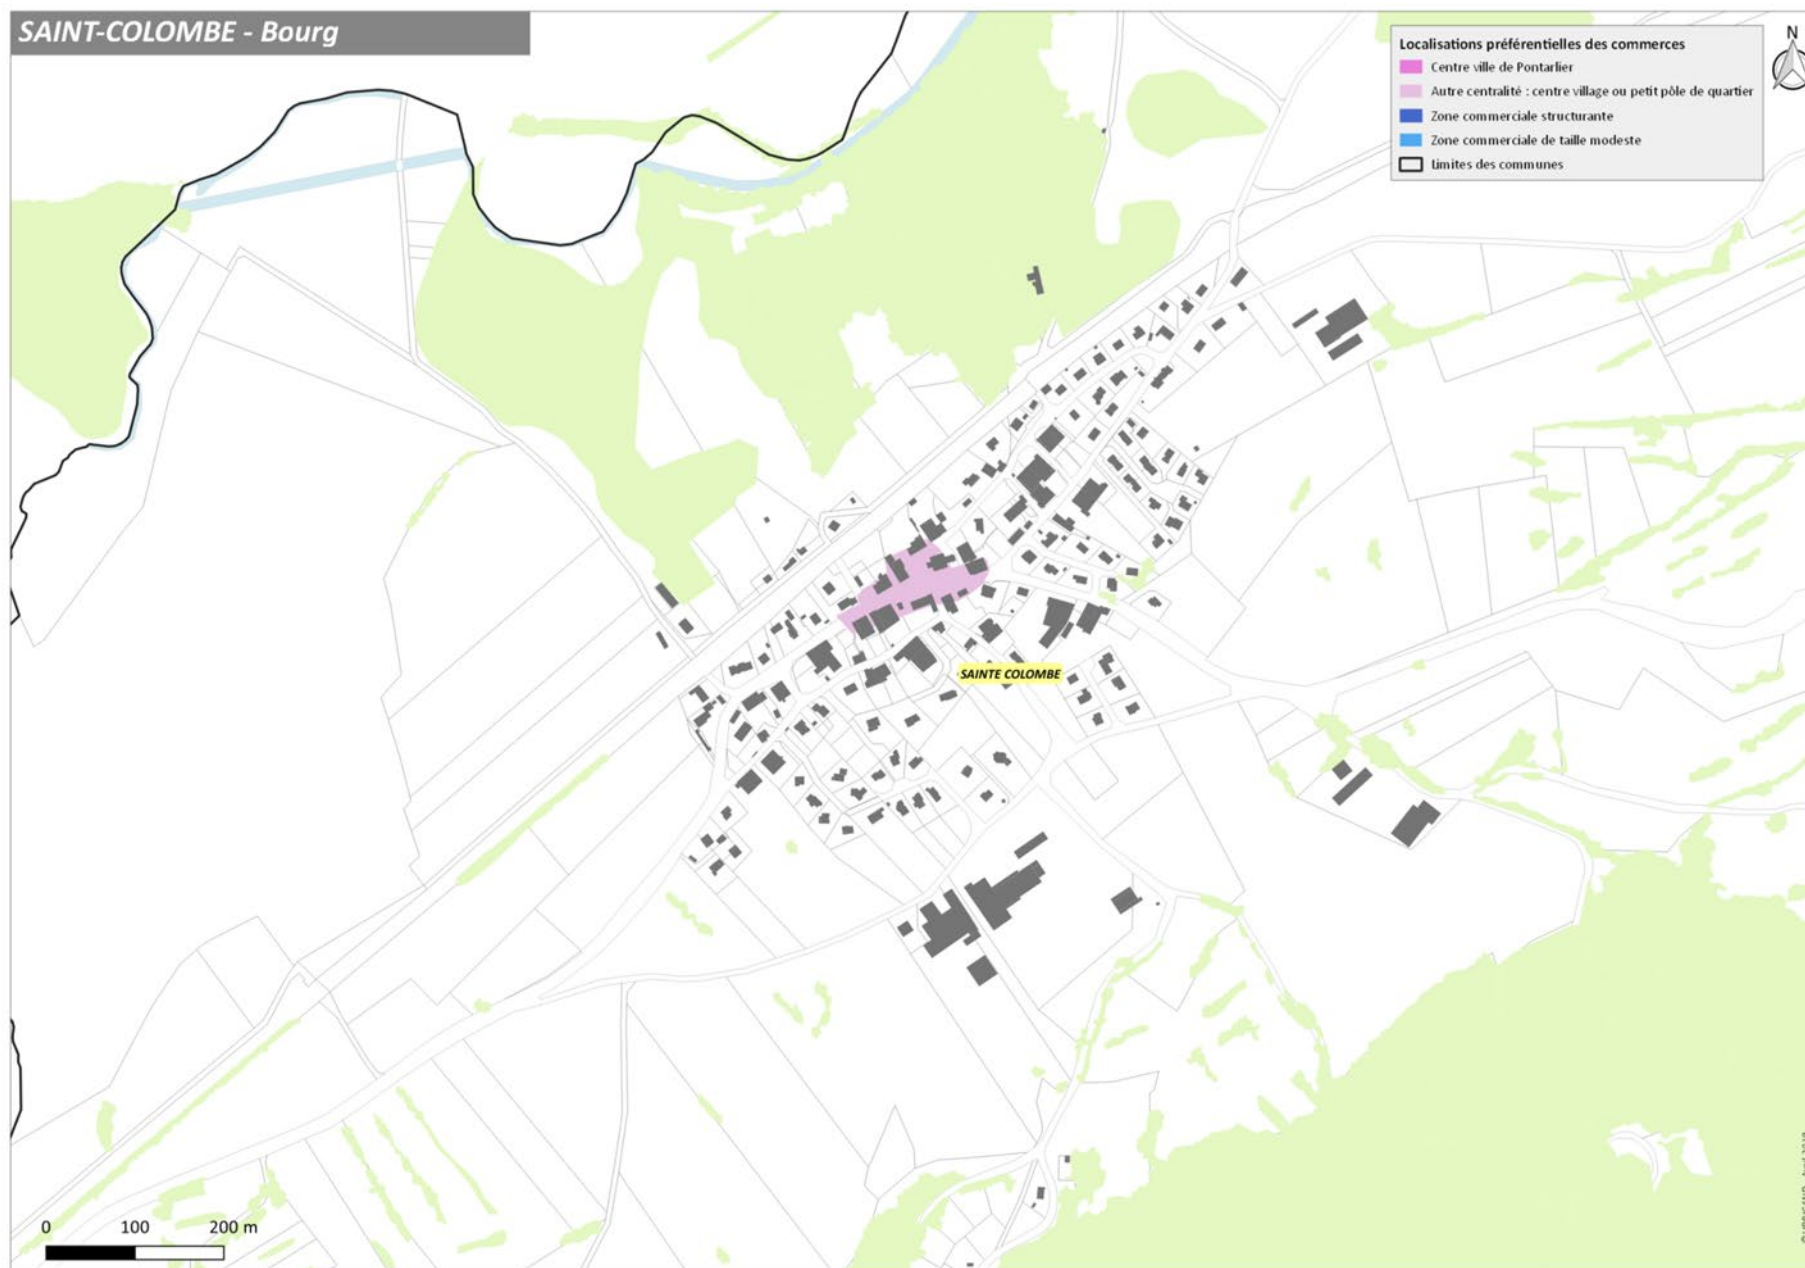 SAINT-COLOMBE - Bourg
Localisations préférentielles des commerces
Centre ville de Pontarlier
Autre centralité : centre village ou petit pôle de quartier
Zone commerciale structurante
Zone commerciale de taille modeste
Limites des communes
N
SAINTE COLOMBE
0 100 200 m